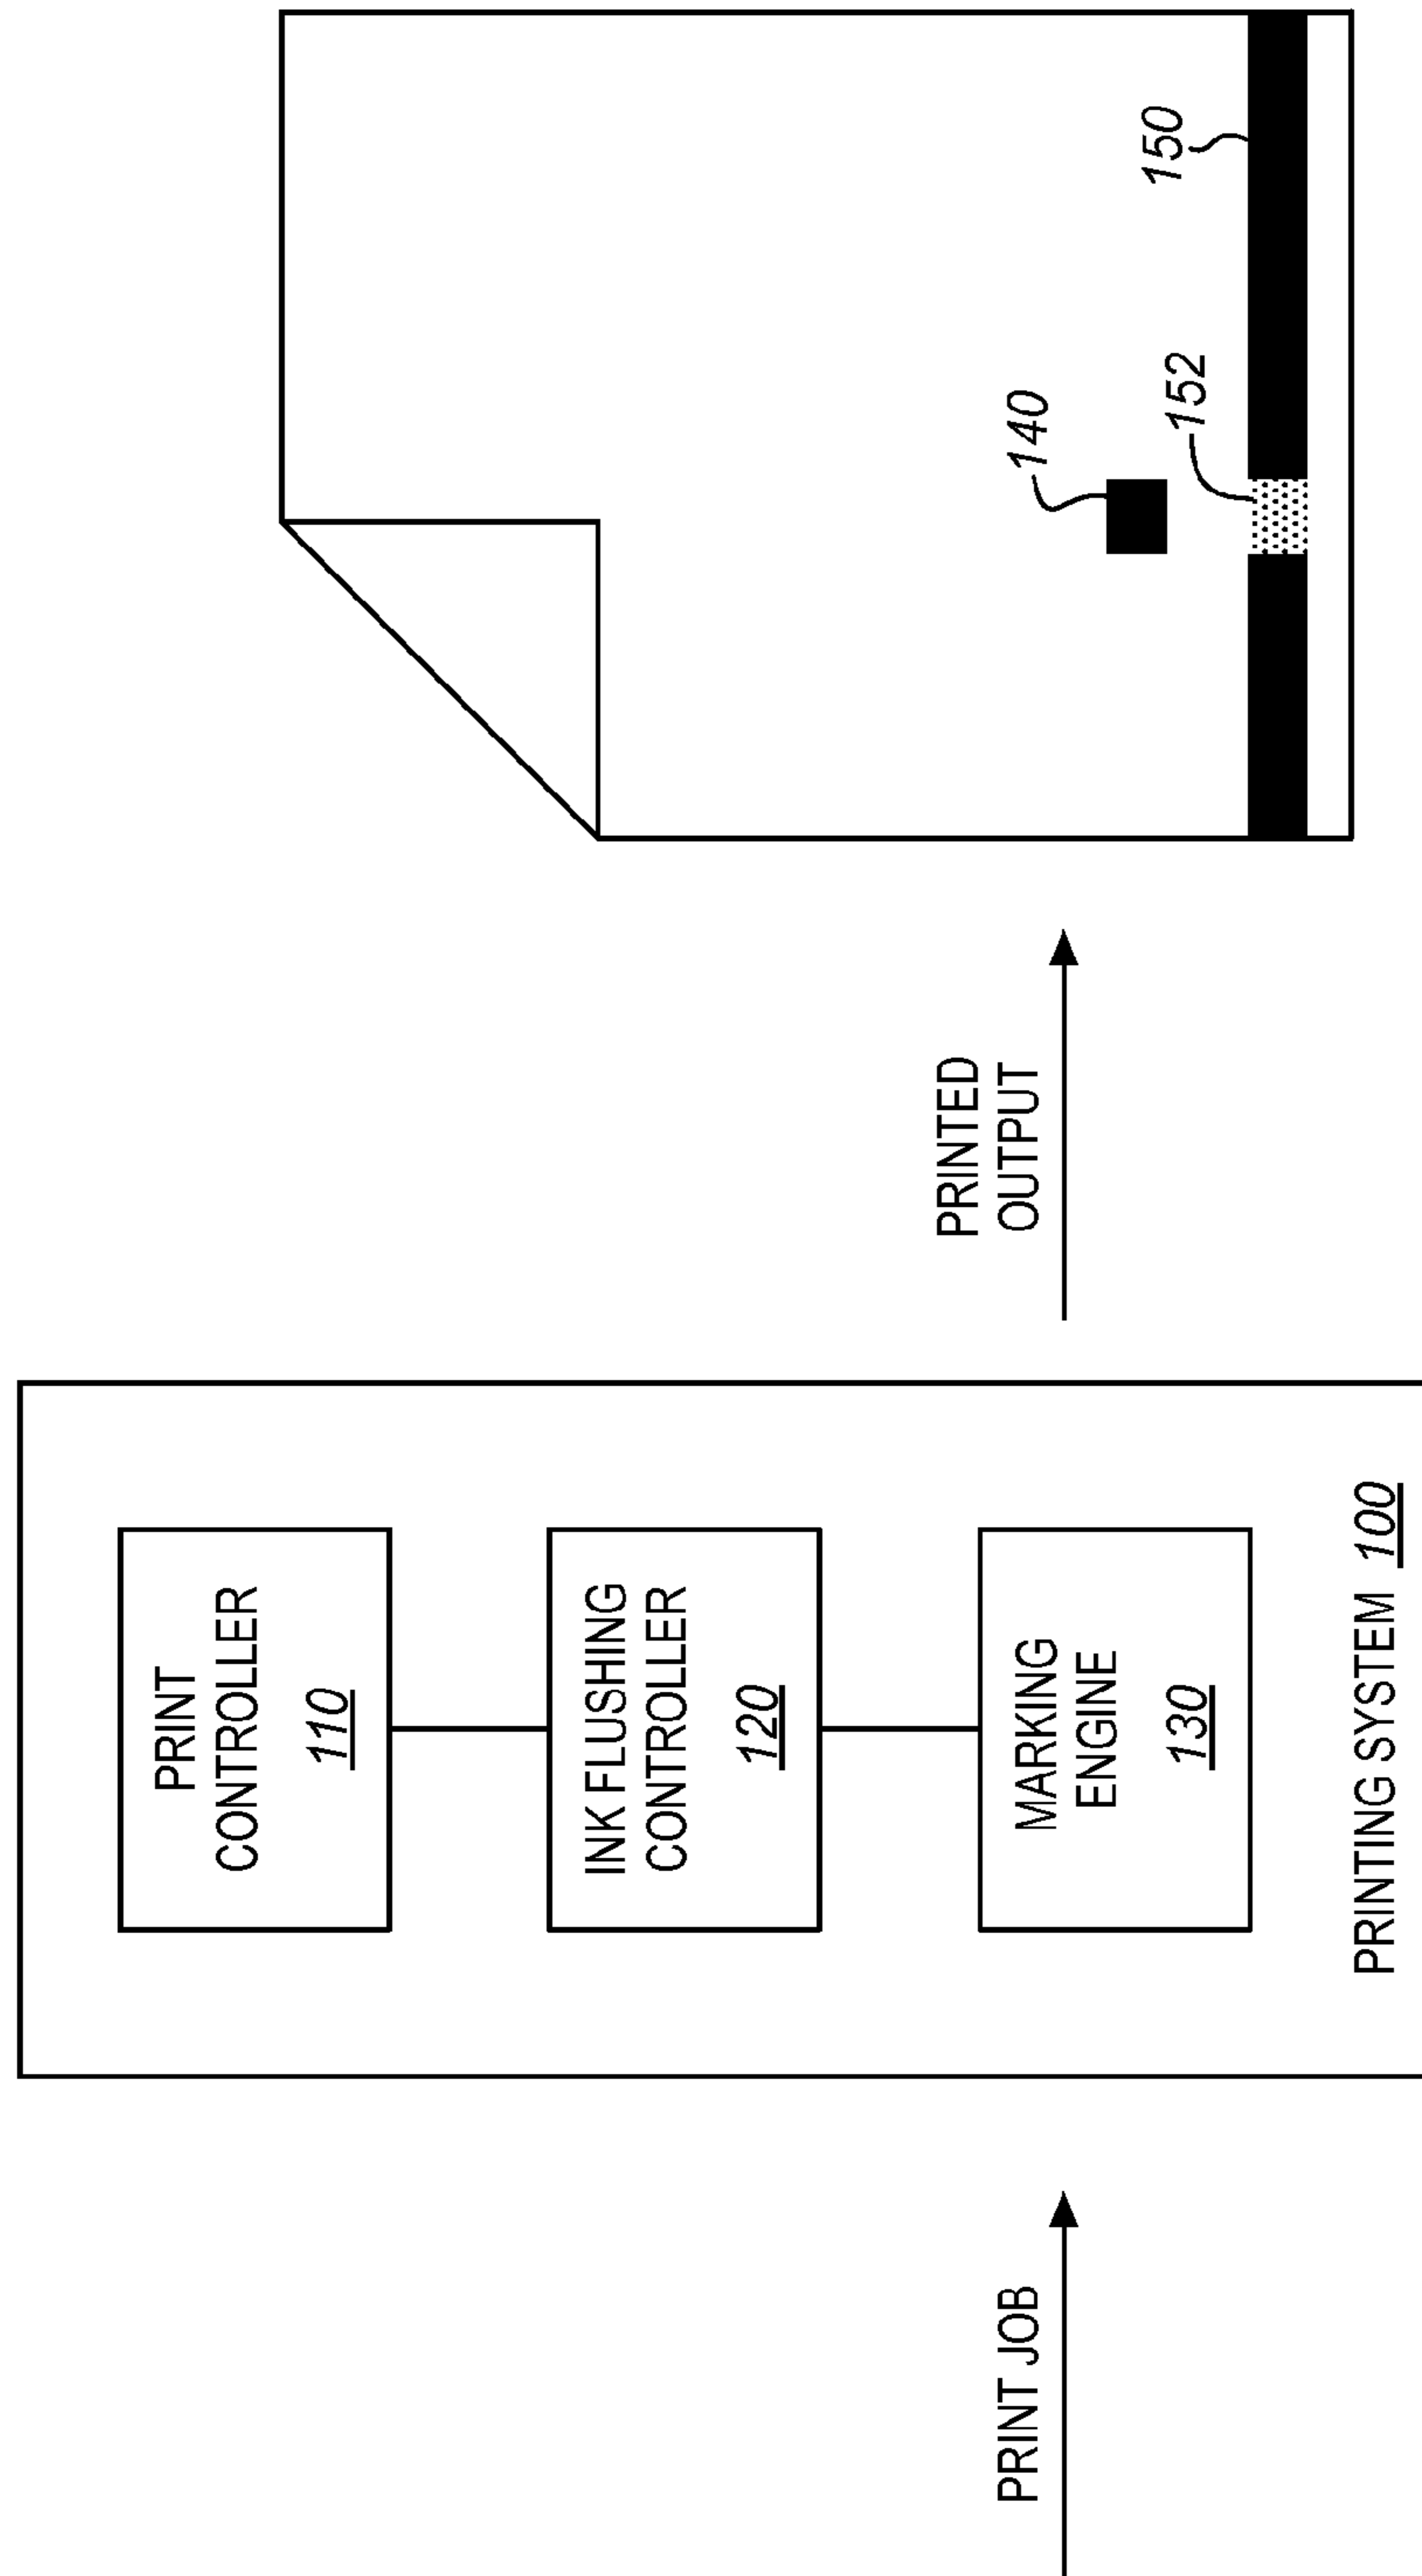 PRINT JOB
PRINT
CONTROLLER
110
INK FLUSHING
CONTROLLER
120
MARKING
ENGINE
130
PRINTING SYSTEM 100
PRINTED
OUTPUT
140
152
150